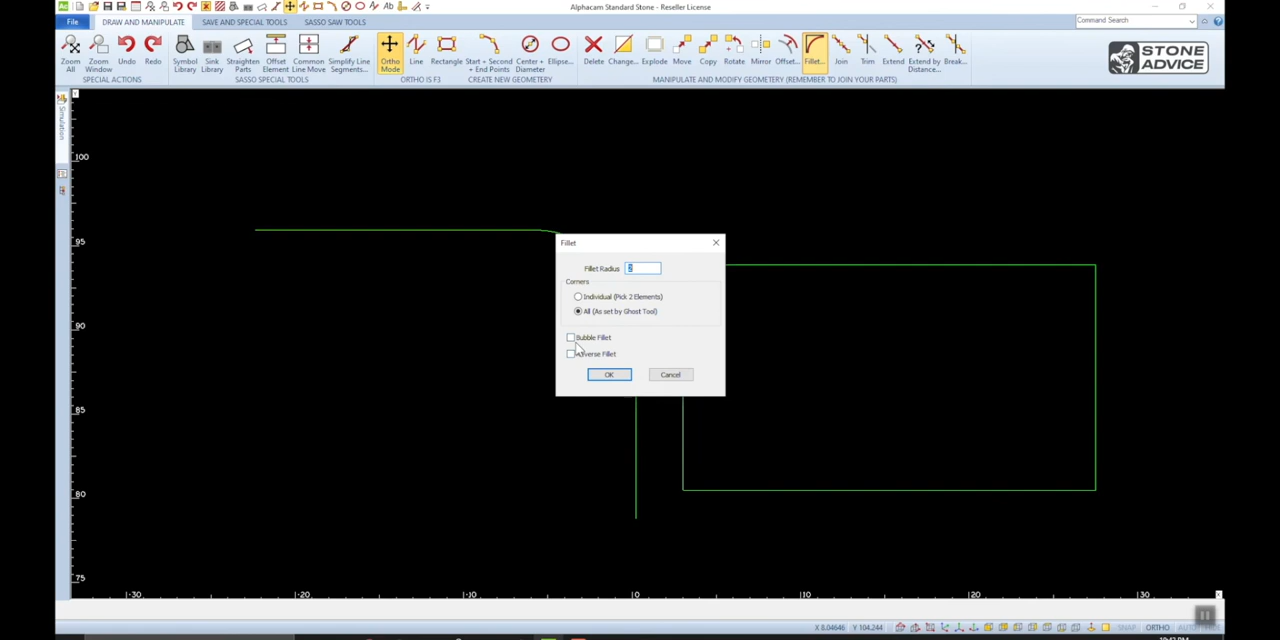 Alphacam Standard Stone - Reseller License
File
DRAW AND MANIPULATE
SAVE AND SPECIAL TOOLS
SASSO SAW TOOLS
Command Search
Zoom All
Zoom Window
Undo
Redo
Symbol Library
Sink Library
Straighten Parts
Offset Element
Common Line Move
Simplify Line Segments...
Ortho Mode
Line
Rectangle
Start + Second + End Points
Center + Diameter
Ellipse...
Delete
Change...
Explode
Move
Copy
Rotate
Mirror
Offset...
Fillet...
Join
Trim
Extend
Extend by Distance...
Break...
SPECIAL ACTIONS
SASSO SPECIAL TOOLS
ORTHO IS F3
CREATE NEW GEOMETRY
MANIPULATE AND MODIFY GEOMETRY (REMEMBER TO JOIN YOUR PARTS)
STONE
ADVICE
Simulation
Y
100
95
90
85
80
75
Fillet
Fillet Radius
2
Corners
Individual (Pick 2 Elements)
All (As set by Ghost Tool)
Bubble Fillet
OK
Cancel
-30
-20
-10
0
10
20
30
X
X 8.04646
Y 104.244
SNAP
ORTHO